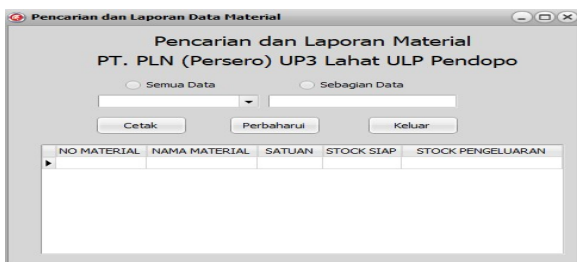 Pencarian dan Laporan Data Material
Pencarian dan Laporan Material
PT. PLN (Persero) UP3 Lahat ULP Pendopo
Semua Data Sebagian Data
Cetak Perbaharui Keluar
NO MATERIAL NAMA MATERIAL SATUAN STOCK SIAP STOCK PENGELUARAN